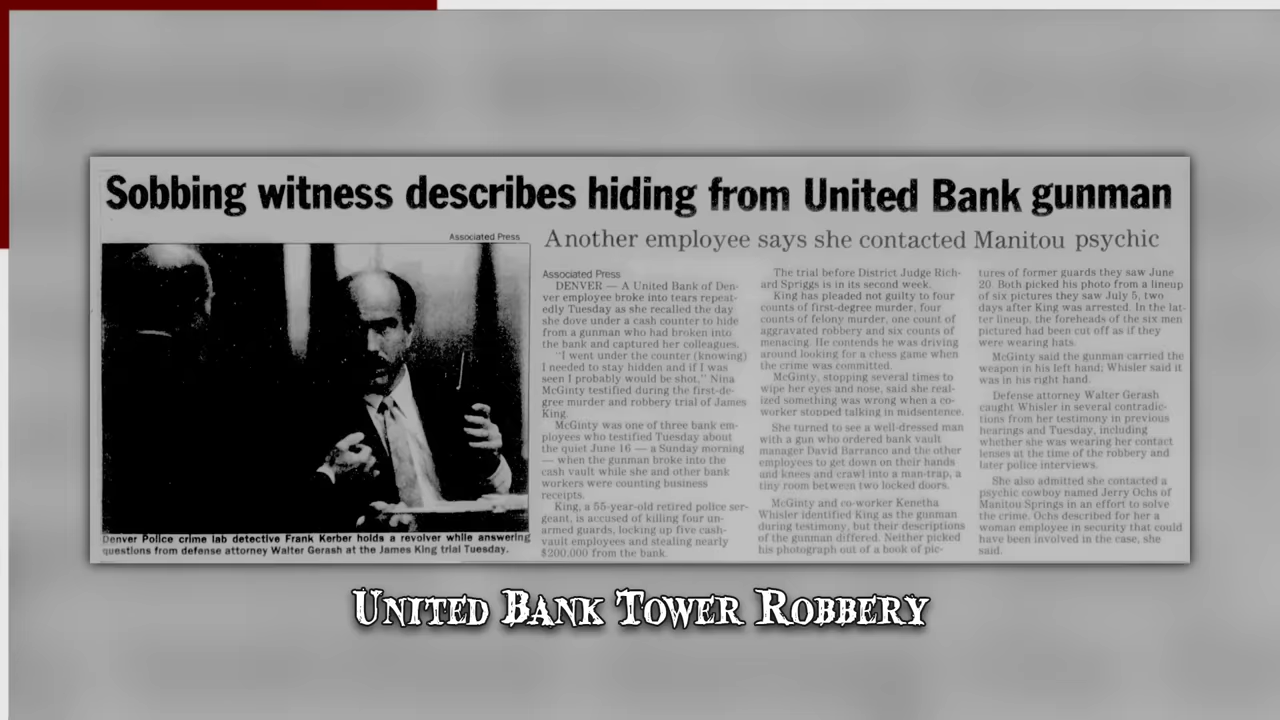 Sobbing witness describes hiding from United Bank gunman
Associated Press
Another employee says she contacted Manitou psychic
Denver Police crime lab detective Frank Kerber holds a revolver while answering
questions from defense attorney Walter Gerash at the James King trial Tuesday.
Associated Press
DENVER — A United Bank of Den-
ver employee broke into tears repeat-
edly Tuesday as she recalled the day
she dove under a cash counter to hide
from a gunman who had broken into
the bank and captured her colleagues.
"I went under the counter (knowing)
I needed to stay hidden and if I was
seen I probably would be shot," Nina
McGinty testified during the first-de-
gree murder and robbery trial of James
King.
McGinty was one of three bank em-
ployees who testified Tuesday about
the quiet June 16 — a Sunday morning
— when the gunman broke into the
cash vault while she and other bank
workers were counting business
receipts.
King, a 55-year-old retired police ser-
geant, is accused of killing four un-
armed guards, locking up five cash-
vault employees and stealing nearly
$200,000 from the bank.
The trial before District Judge Rich-
ard Spriggs is in its second week.
King has pleaded not guilty to four
counts of first-degree murder, four
counts of felony murder, one count of
aggravated robbery and six counts of
menacing. He contends he was driving
around looking for a chess game when
the crime was committed.
McGinty, stopping several times to
wipe her eyes and nose, said she real-
ized something was wrong when a co-
worker stopped talking in midsentence.
She turned to see a well-dressed man
with a gun who ordered bank vault
manager David Barranco and the other
employees to get down on their hands
and knees and crawl into a man-trap, a
tiny room between two locked doors.
McGinty and co-worker Kenetha
Whisler identified King as the gunman
during testimony, but their descriptions
of the gunman differed. Neither picked
his photograph out of a book of pic-
tures of former guards they saw June
20. Both picked his photo from a lineup
of six pictures they saw July 5, two
days after King was arrested. In the lat-
ter lineup, the foreheads of the six men
pictured had been cut off as if they
were wearing hats.
McGinty said the gunman carried the
weapon in his left hand; Whisler said it
was in his right hand.
Defense attorney Walter Gerash
caught Whisler in several contradic-
tions from her testimony in previous
hearings and Tuesday, including
whether she was wearing her contact
lenses at the time of the robbery and
later police interviews.
She also admitted she contacted a
psychic cowboy named Jerry Ochs of
Manitou Springs in an effort to solve
the crime. Ochs described for her a
woman employee in security that could
have been involved in the case, she
said.
United Bank Tower Robbery